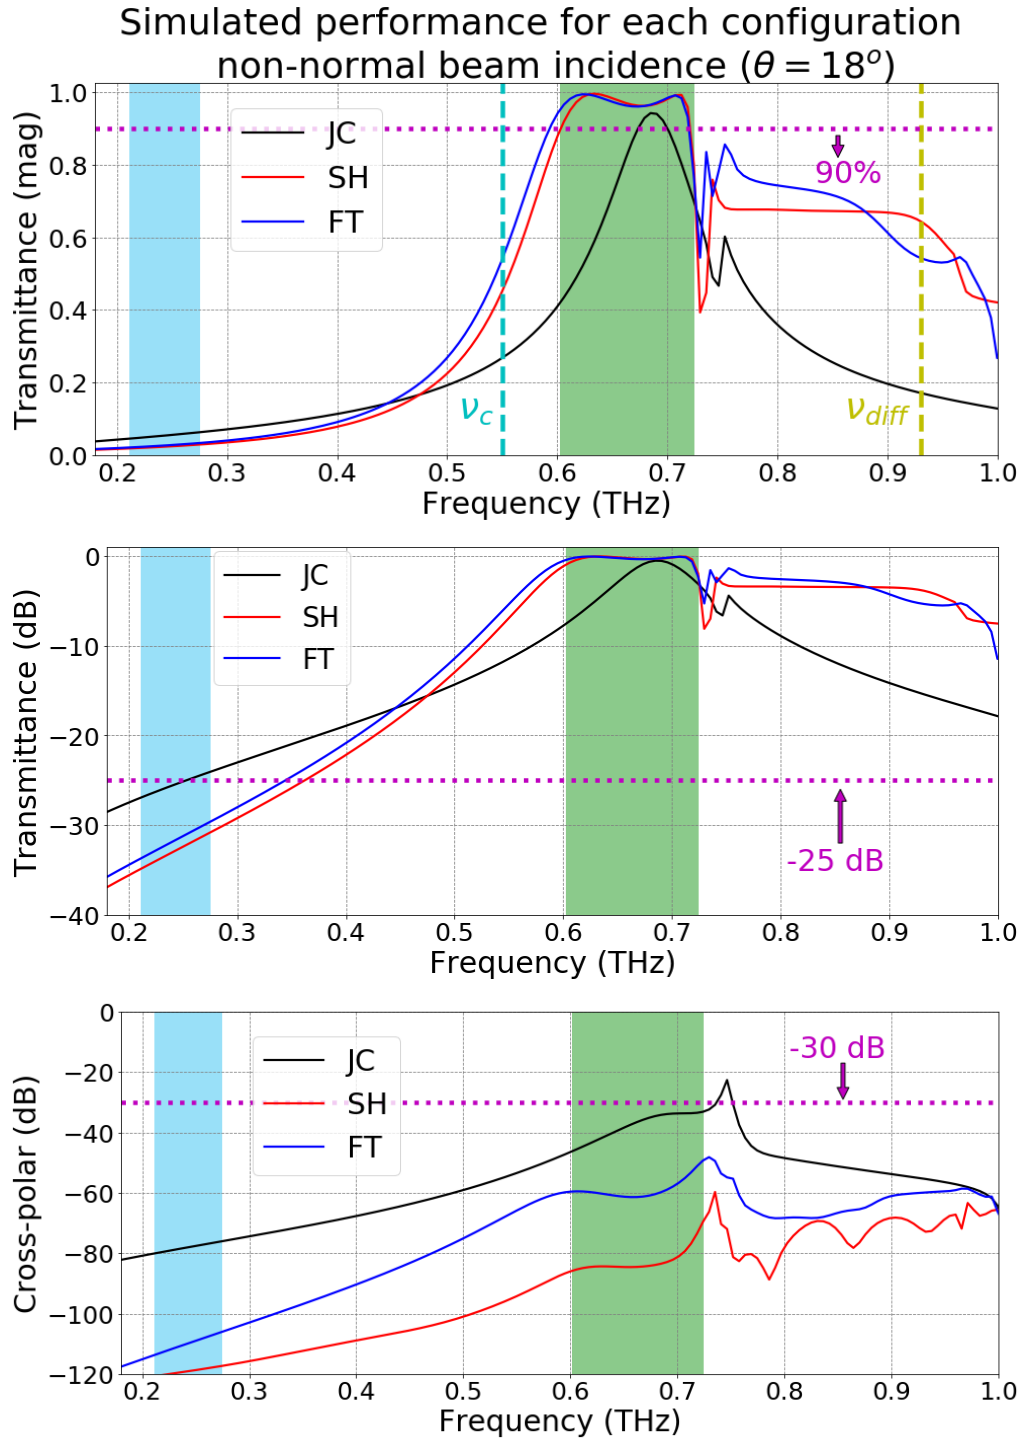 Simulated performance for each configuration
non-normal beam incidence (θ = 18°)
Transmittance (mag)
1.0
0.8
0.6
0.4
0.2
0.0
JC
SH
FT
90%
ν_c
ν_diff
0.2 0.3 0.4 0.5 0.6 0.7 0.8 0.9 1.0
Frequency (THz)
Transmittance (dB)
0
−10
−20
−30
−40
JC
SH
FT
-25 dB
0.2 0.3 0.4 0.5 0.6 0.7 0.8 0.9 1.0
Frequency (THz)
Cross-polar (dB)
0
−20
−40
−60
−80
−100
−120
JC
SH
FT
-30 dB
0.2 0.3 0.4 0.5 0.6 0.7 0.8 0.9 1.0
Frequency (THz)